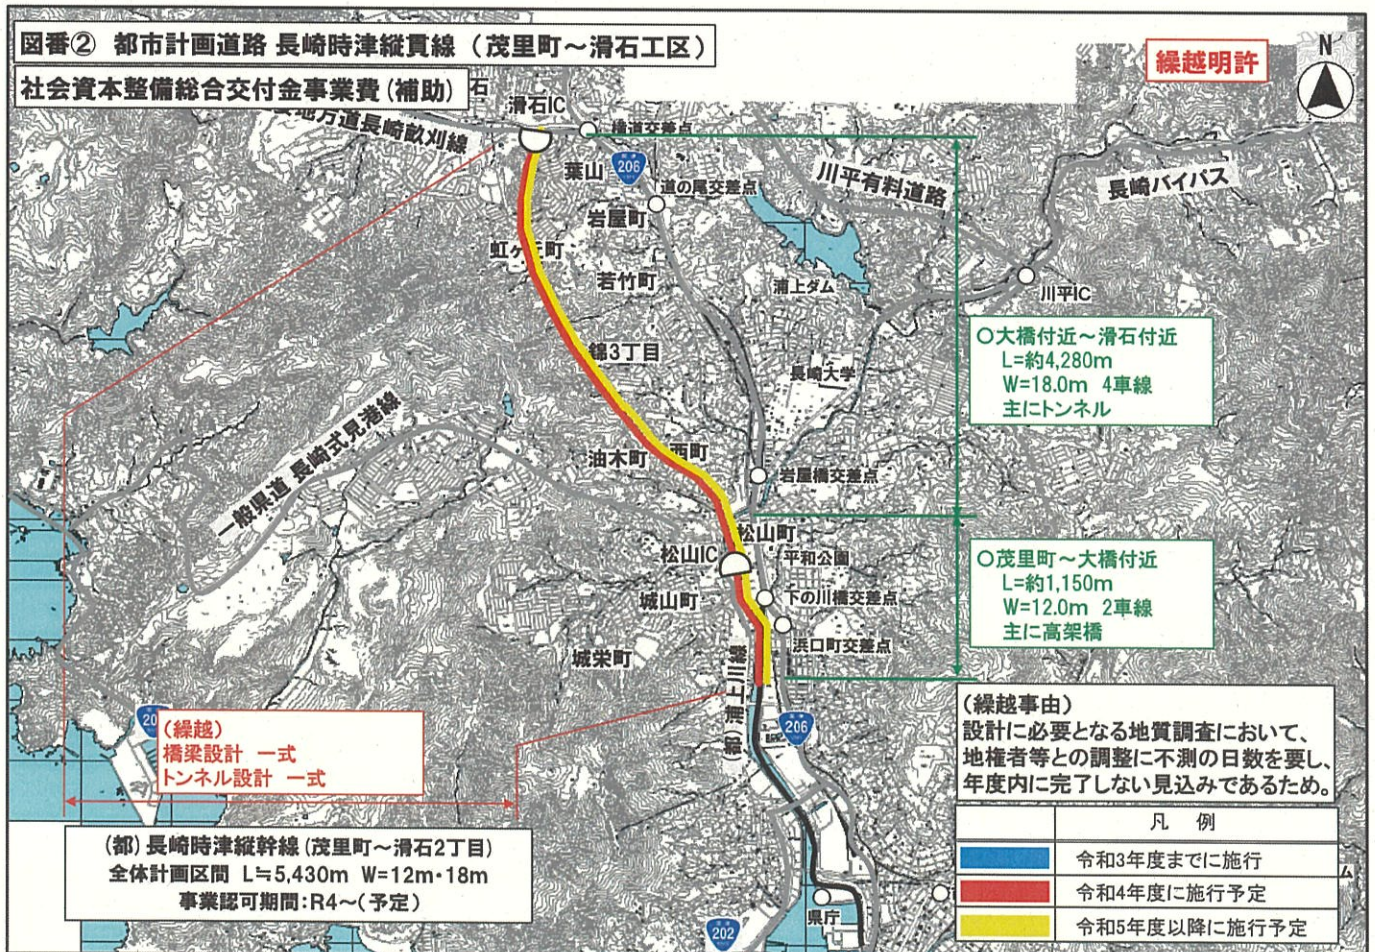 図番② 都市計画道路 長崎時津縦貫線 (茂里町～滑石工区)
社会資本整備総合交付金事業費(補助)
繰越明許
N
石
滑石IC
地方道長崎畝刈線
横道交差点
葉山
206
道の尾交差点
川平有料道路
長崎バイパス
岩屋町
虹ヶ丘町
若竹町
浦上ダム
川平IC
○大橋付近～滑石付近
L=約4,280m
W=18.0m 4車線
主にトンネル
錦3丁目
長崎大学
一般県道 長崎式見港線
油木町
西町
岩屋橋交差点
松山町
松山IC
平和公園
城山町
下の川橋交差点
○茂里町～大橋付近
L=約1,150m
W=12.0m 2車線
主に高架橋
浜口町交差点
城栄町
(都)浦上川線
206
(繰越)
橋梁設計 一式
トンネル設計 一式
(繰越事由)
設計に必要となる地質調査において、
地権者等との調整に不測の日数を要し、
年度内に完了しない見込みであるため。
(都)長崎時津縦幹線(茂里町～滑石2丁目)
全体計画区間 L≒5,430m W=12m・18m
事業認可期間:R4～(予定)
凡 例
令和3年度までに施行
令和4年度に施行予定
令和5年度以降に施行予定
県庁
202